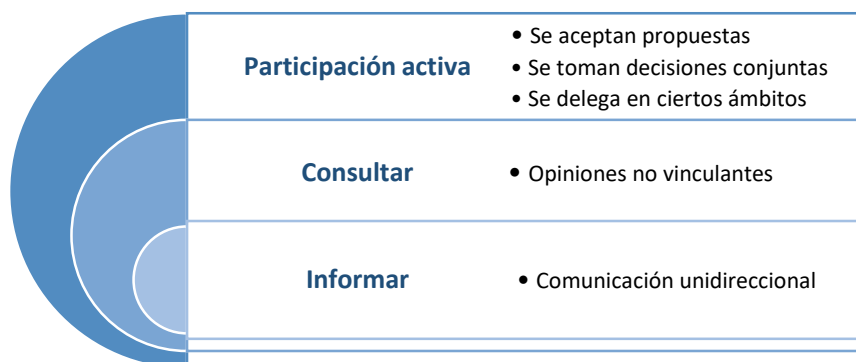 Participación activa
• Se aceptan propuestas
• Se toman decisiones conjuntas
• Se delega en ciertos ámbitos
Consultar
• Opiniones no vinculantes
Informar
• Comunicación unidireccional